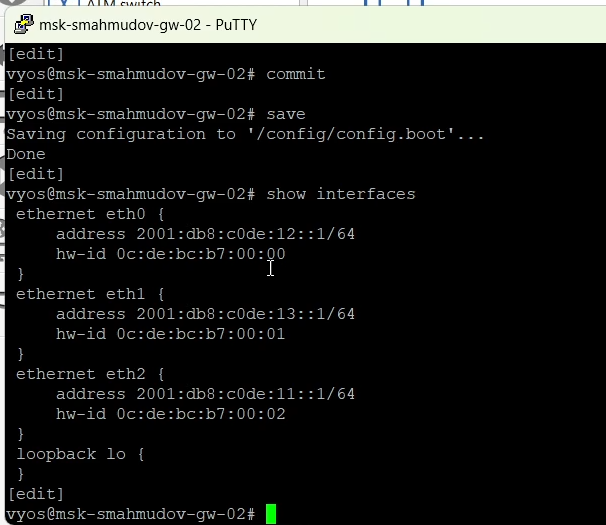 ATM switch
msk-smahmudov-gw-02 - PuTTY
[edit]
vyos@msk-smahmudov-gw-02# commit
[edit]
vyos@msk-smahmudov-gw-02# save
Saving configuration to '/config/config.boot'...
Done
[edit]
vyos@msk-smahmudov-gw-02# show interfaces
 ethernet eth0 {
     address 2001:db8:c0de:12::1/64
     hw-id 0c:de:bc:b7:00:00
 }
 ethernet eth1 {
     address 2001:db8:c0de:13::1/64
     hw-id 0c:de:bc:b7:00:01
 }
 ethernet eth2 {
     address 2001:db8:c0de:11::1/64
     hw-id 0c:de:bc:b7:00:02
 }
 loopback lo {
 }
[edit]
vyos@msk-smahmudov-gw-02#